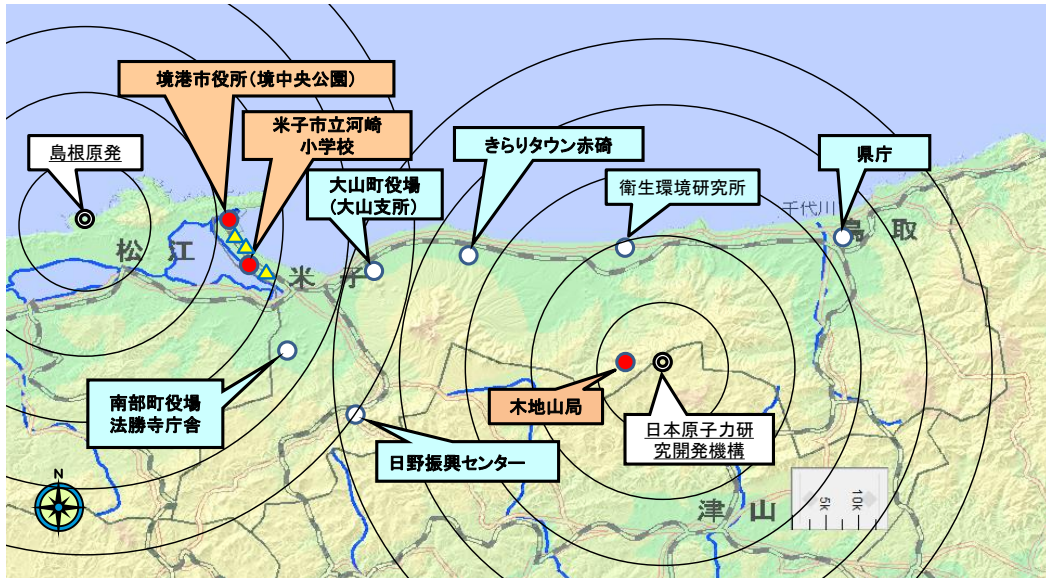 境港市役所(境中央公園)
米子市立河崎
小学校
島根原発
きらりタウン赤碕
県庁
大山町役場
(大山支所)
衛生環境研究所
千代川
鳥取
松江
米子
南部町役場
法勝寺庁舎
木地山局
日本原子力研
究開発機構
日野振興センター
N
津山
5k
10k